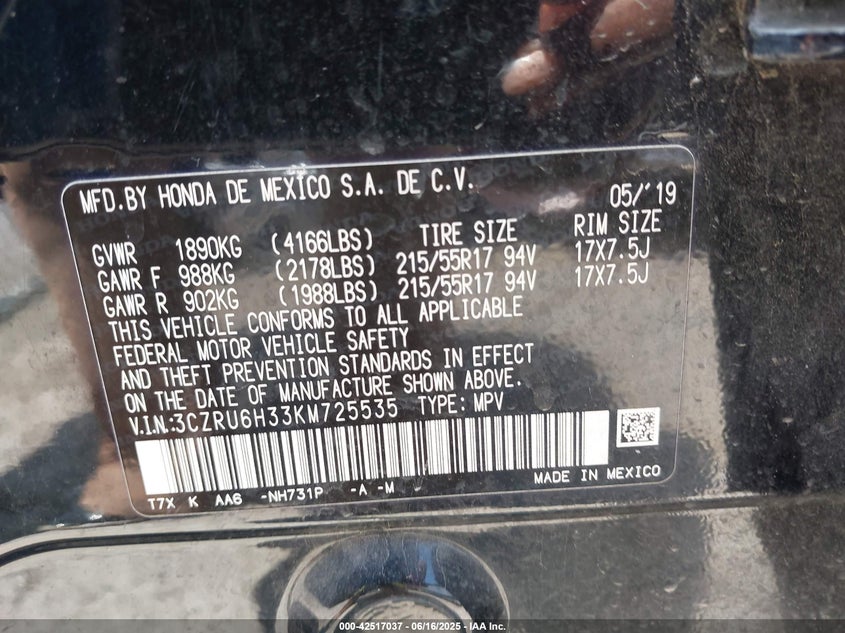 MFD.BY HONDA DE MEXICO S.A. DE C.V. 05/'19
GVWR 1890KG (4166LBS) TIRE SIZE RIM SIZE
GAWR F 988KG (2178LBS) 215/55R17 94V 17X7.5J
GAWR R 902KG (1988LBS) 215/55R17 94V 17X7.5J
THIS VEHICLE CONFORMS TO ALL APPLICABLE
FEDERAL MOTOR VEHICLE SAFETY
AND THEFT PREVENTION STANDARDS IN EFFECT
ON THE DATE OF MANUFACTURE SHOWN ABOVE.
V.I.N:3CZRU6H33KM725535 TYPE: MPV
MADE IN MEXICO
T7X K AA6 -NH731P -A -M
000-42517037 - 06/16/2025 - IAA Inc.